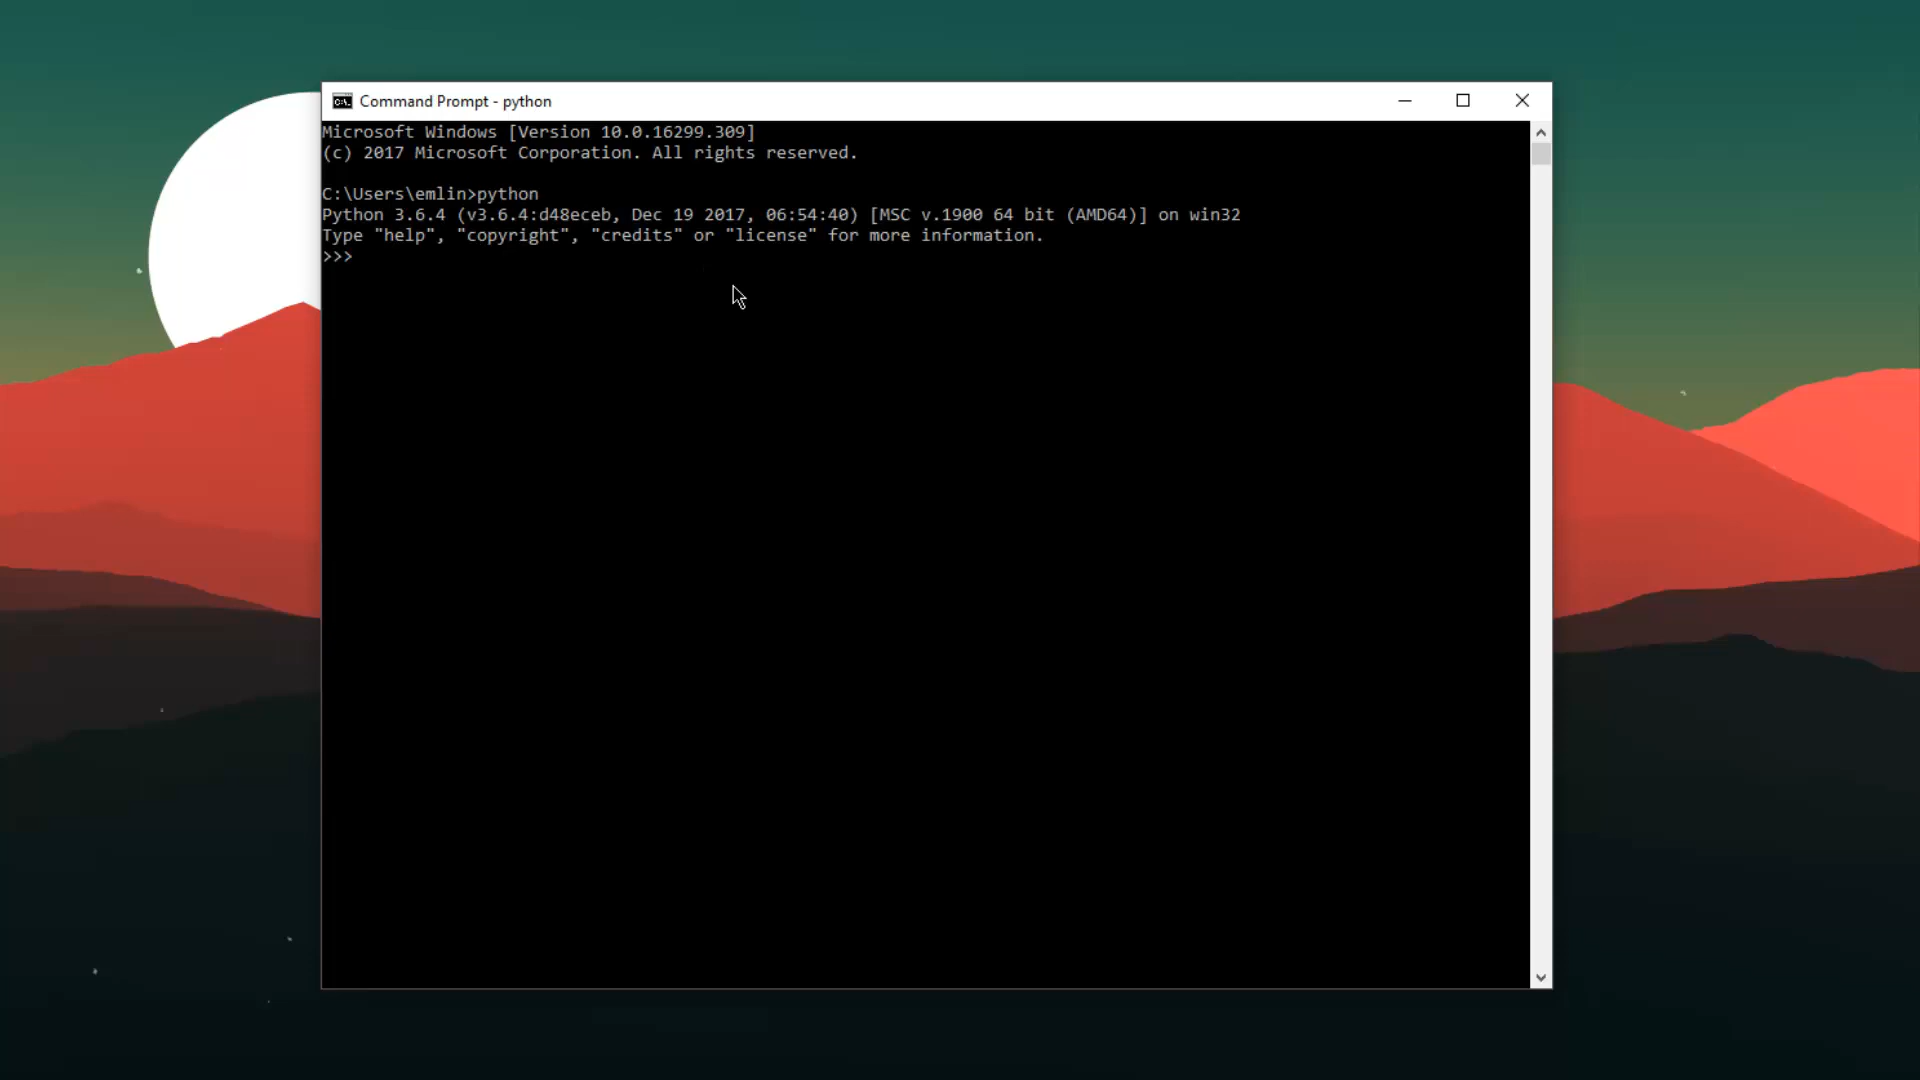 Command Prompt - python
Microsoft Windows [Version 10.0.16299.309]
(c) 2017 Microsoft Corporation. All rights reserved.
C:\Users\emlin>python
Python 3.6.4 (v3.6.4:d48eceb, Dec 19 2017, 06:54:40) [MSC v.1900 64 bit (AMD64)] on win32
Type "help", "copyright", "credits" or "license" for more information.
>>>